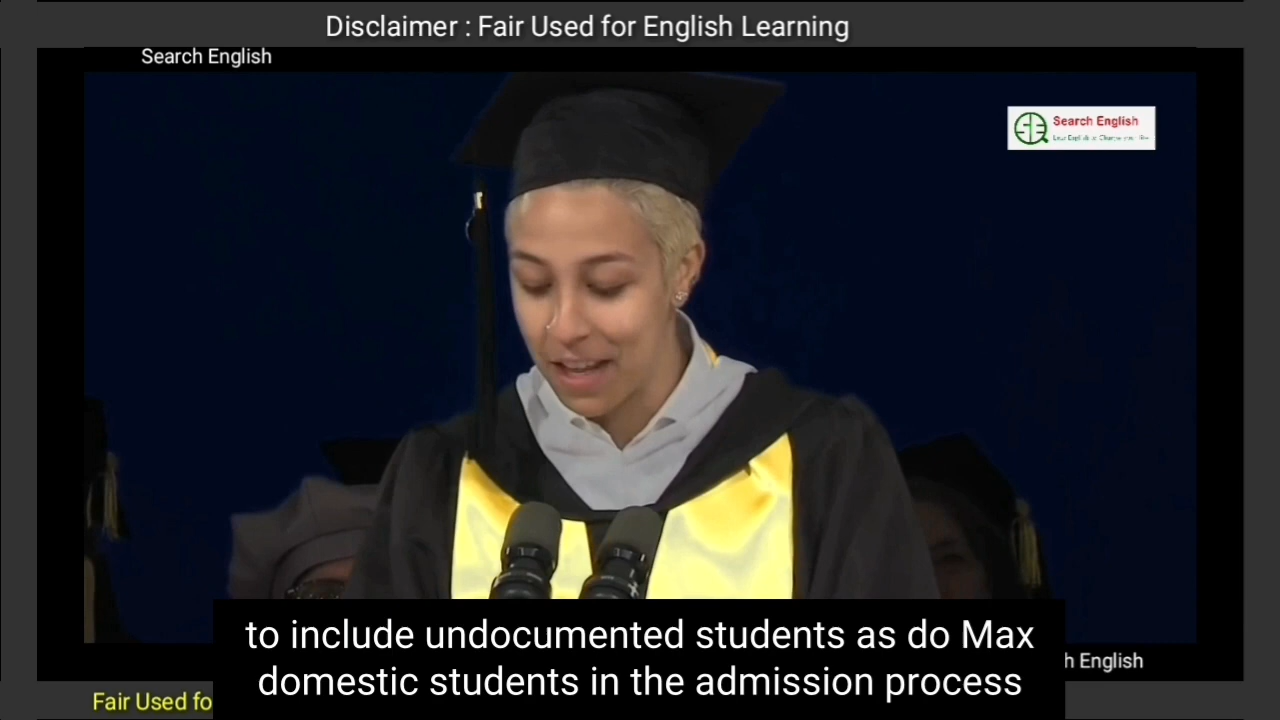 Disclaimer : Fair Used for English Learning
Search English
Search English
to include undocumented students as do Max
domestic students in the admission process
h English
Fair Used fo